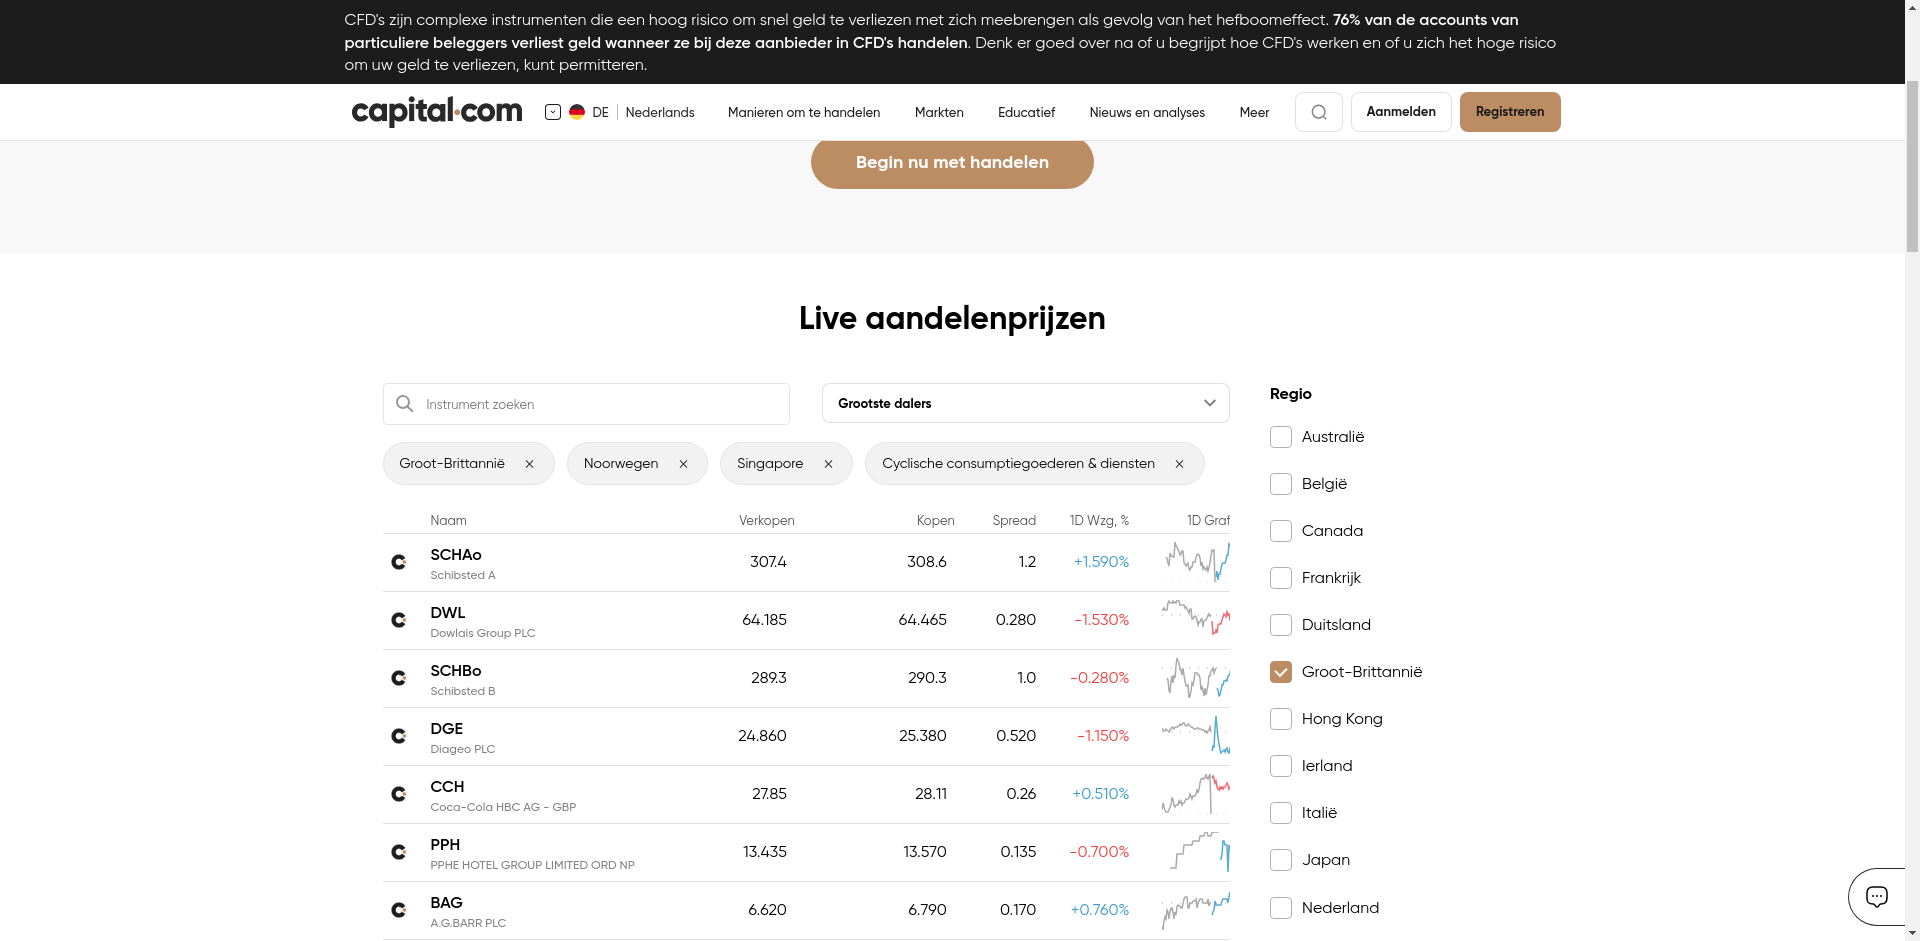 CFD's zijn complexe instrumenten die een hoog risico om snel geld te verliezen met zich meebrengen als gevolg van het hefboomeffect. 76% van de accounts van
particuliere beleggers verliest geld wanneer ze bij deze aanbieder in CFD's handelen. Denk er goed over na of u begrijpt hoe CFD's werken en of u zich het hoge risico
om uw geld te verliezen, kunt permitteren.
capital.com DE Nederlands Manieren om te handelen Markten Educatief Nieuws en analyses Meer Aanmelden Registreren
Begin nu met handelen
Live aandelenprijzen
Instrument zoeken
Grootste dalers
Groot-Brittannië
Noorwegen
Singapore
Cyclische consumptiegoederen & diensten
Naam Verkopen Kopen Spread 1D Wzg, % 1D Graf
SCHAo 307.4 308.6 1.2 +1.590%
Schibsted A
DWL 64.185 64.465 0.280 -1.530%
Dowlais Group PLC
SCHBo 289.3 290.3 1.0 -0.280%
Schibsted B
DGE 24.860 25.380 0.520 -1.150%
Diageo PLC
CCH 27.85 28.11 0.26 +0.510%
Coca-Cola HBC AG - GBP
PPH 13.435 13.570 0.135 -0.700%
PPHE HOTEL GROUP LIMITED ORD NP
BAG 6.620 6.790 0.170 +0.760%
A.G.BARR PLC
Regio
Australië
België
Canada
Frankrijk
Duitsland
Groot-Brittannië
Hong Kong
Ierland
Italië
Japan
Nederland